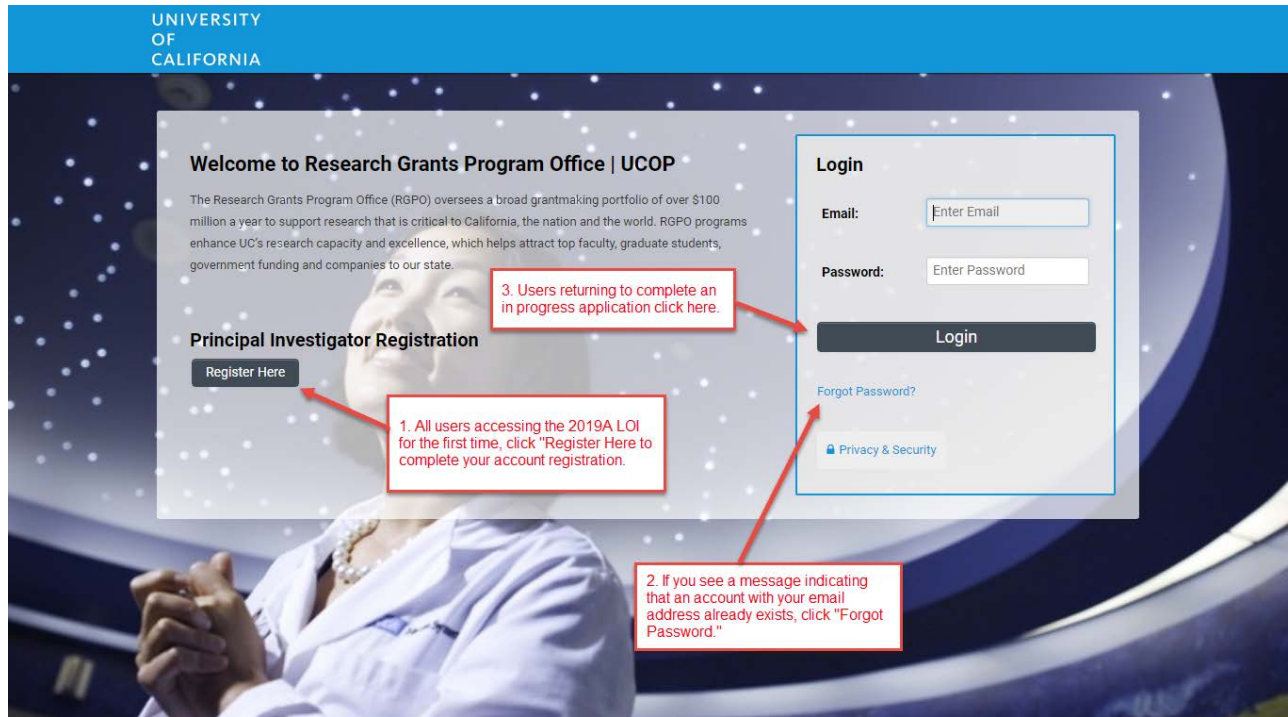 UNIVERSITY
OF
CALIFORNIA
Welcome to Research Grants Program Office | UCOP
The Research Grants Program Office (RGPO) oversees a broad grantmaking portfolio of over $100
million a year to support research that is critical to California, the nation and the world. RGPO programs
enhance UC's research capacity and excellence, which helps attract top faculty, graduate students,
government funding and companies to our state.
Principal Investigator Registration
Register Here
1. All users accessing the 2019A LOI
for the first time, click "Register Here to
complete your account registration.
3. Users returning to complete an
in progress application click here.
Login
Email:
Enter Email
Password:
Enter Password
Login
Forgot Password?
Privacy & Security
2. If you see a message indicating
that an account with your email
address already exists, click "Forgot
Password."